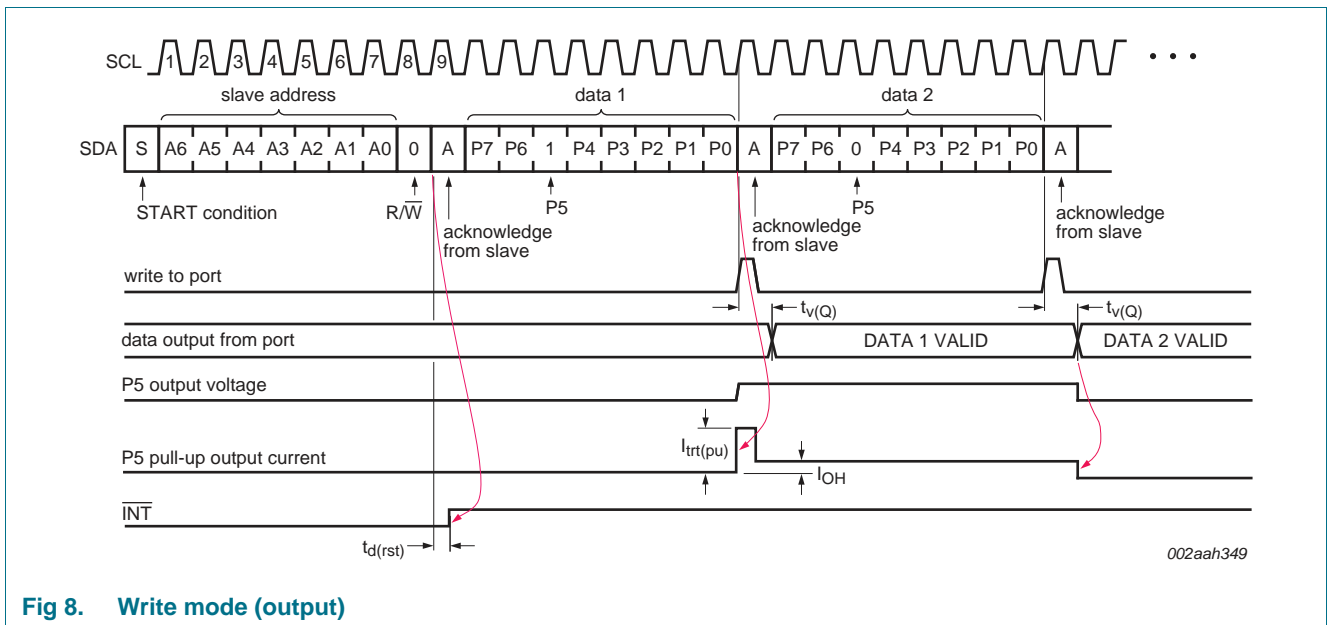 SCL 1 2 3 4 5 6 7 8 9
slave address data 1 data 2
SDA S A6 A5 A4 A3 A2 A1 A0 0 A P7 P6 1 P4 P3 P2 P1 P0 A P7 P6 0 P4 P3 P2 P1 P0 A
START condition R/W̅ acknowledge from slave P5 acknowledge from slave P5 acknowledge from slave
write to port
tv(Q) tv(Q)
data output from port DATA 1 VALID DATA 2 VALID
P5 output voltage
Itrt(pu)
P5 pull-up output current
IOH
I̅N̅T̅
td(rst)
002aah349
Fig 8. Write mode (output)